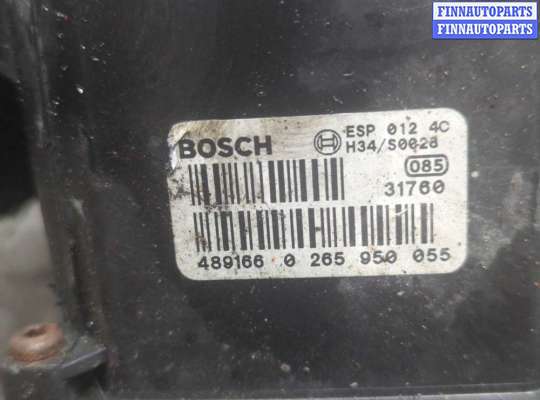 FINNAUTOPARTS
FINNAUTOPARTS
BOSCH ESP 012 4C
H34/S0028
085
31760
489166 0 265 950 055